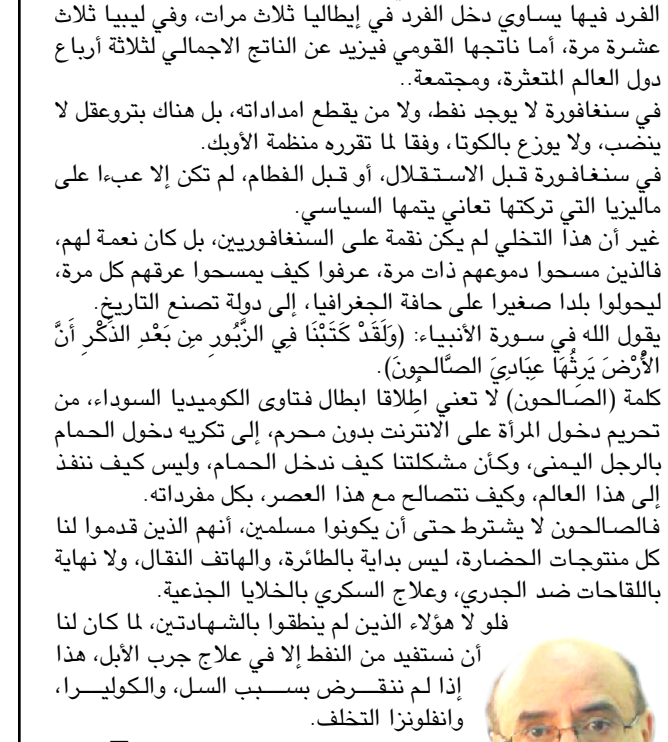 الفرد فيها يساوي دخل الفرد في إيطاليا ثلاث مرات، وفي ليبيا ثلاث
عشرة مرة، أما ناتجها القومي فيزيد عن الناتج الاجمالي لثلاثة أرباع
دول العالم المتعثرة، ومجتمعة..
في سنغافورة لا يوجد نفط، ولا من يقطع امداداته، بل هناك بتروعقل لا
ينضب، ولا يوزع بالكوتا، وفقا لما تقرره منظمة الأوبك.
في سنغافورة قبل الاستقلال، أو قبل الفطام، لم تكن إلا عبءا على
ماليزيا التي تركتها تعاني يتمها السياسي.
غير أن هذا التخلي لم يكن نقمة على السنغافوريين، بل كان نعمة لهم،
فالذين مسحوا دموعهم ذات مرة، عرفوا كيف يمسحوا عرقهم كل مرة،
ليحولوا بلدا صغيرا على حافة الجغرافيا، إلى دولة تصنع التاريخ.
يقول الله في سورة الأنبياء: (وَلَقَدْ كَتَبْنَا فِي الزَّبُورِ مِن بَعْدِ الذِّكْرِ أَنَّ
الأَرْضَ يَرِثُهَا عِبَادِيَ الصَّالِحونَ).
كلمة (الصالحون) لا تعني اطلاقا ابطال فتاوى الكوميديا السوداء، من
تحريم دخول المرأة على الانترنت بدون محرم، إلى تكريه دخول الحمام
بالرجل اليمنى، وكأن مشكلتنا كيف ندخل الحمام، وليس كيف ننفذ
إلى هذا العالم، وكيف نتصالح مع هذا العصر، بكل مفرداته.
فالصالحون لا يشترط حتى أن يكونوا مسلمين، أنهم الذين قدموا لنا
كل منتوجات الحضارة، ليس بداية بالطائرة، والهاتف النقال، ولا نهاية
باللقاحات ضد الجدري، وعلاج السكري بالخلايا الجذعية.
فلو لا هؤلاء الذين لم ينطقوا بالشهادتين، لما كان لنا
أن نستفيد من النفط إلا في علاج جرب الأبل، هذا
إذا لم ننقـــرض بســـبب السل، والكوليـــرا،
وانفلونزا التخلف.